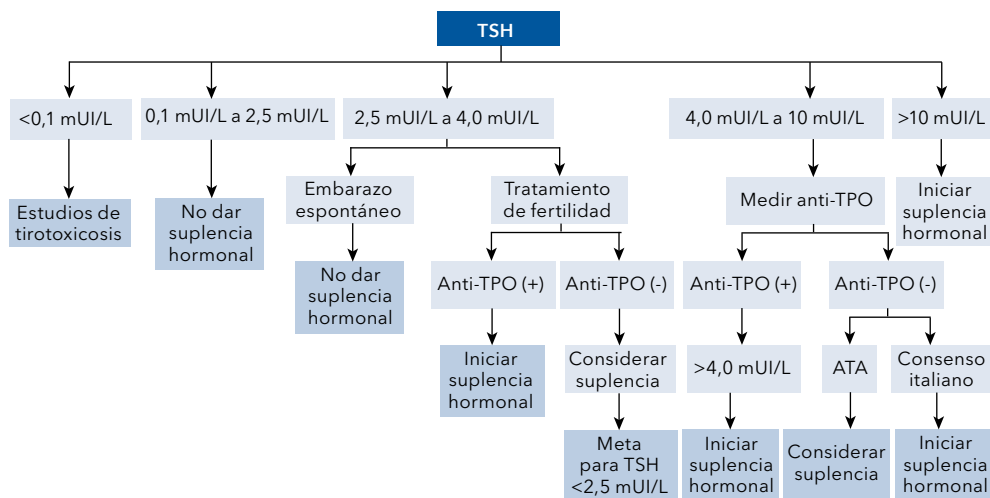 TSH
<0,1 mUI/L
0,1 mUI/L a 2,5 mUI/L
2,5 mUI/L a 4,0 mUI/L
4,0 mUI/L a 10 mUI/L
>10 mUI/L
Estudios de
tirotoxicosis
No dar
suplencia
hormonal
Embarazo
espontáneo
Tratamiento
de fertilidad
Medir anti-TPO
Iniciar
suplencia
hormonal
No dar
suplencia
hormonal
Anti-TPO (+)
Anti-TPO (-)
Anti-TPO (+)
Anti-TPO (-)
Iniciar
suplencia
hormonal
Considerar
suplencia
>4,0 mUI/L
ATA
Consenso
italiano
Meta
para TSH
<2,5 mUI/L
Iniciar
suplencia
hormonal
Considerar
suplencia
Iniciar
suplencia
hormonal